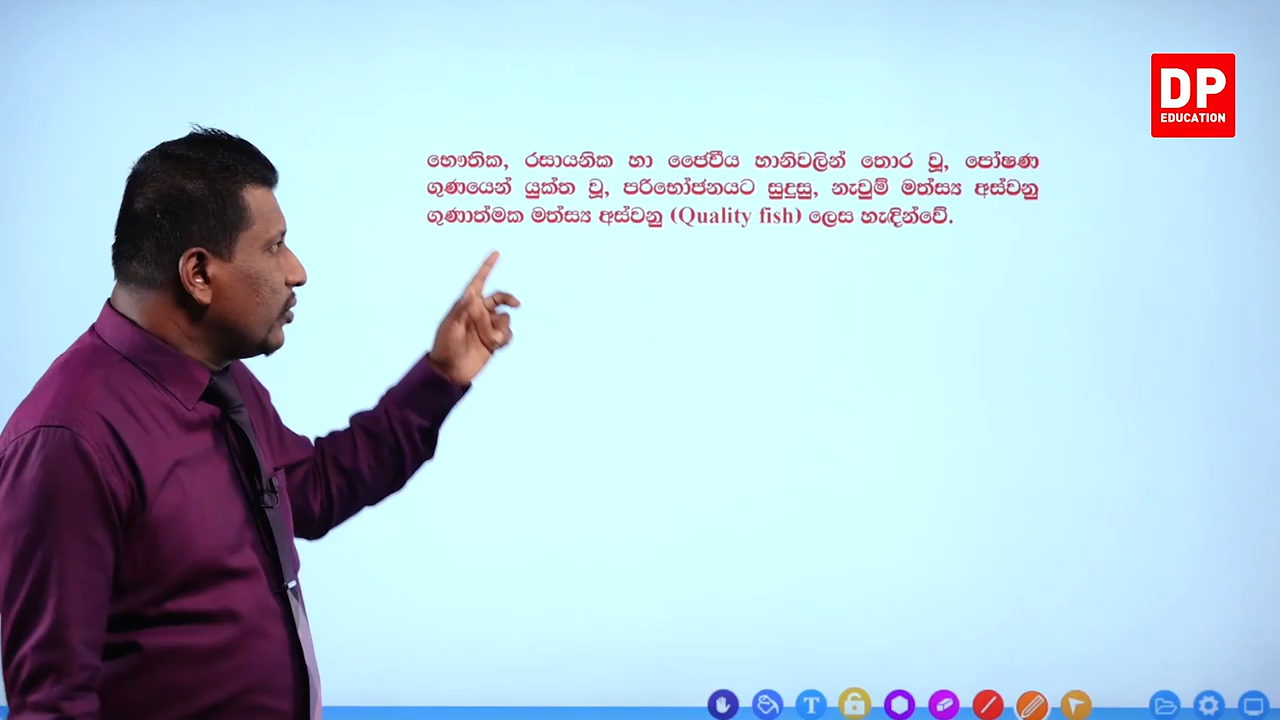 DP
EDUCATION
භෞතික, රසායනික හා ජෛවීය හානිවලින් තොර වූ, පෝෂණ
ගුණයෙන් යුක්ත වූ, පරිභෝජනයට සුදුසු, නැවුම් මත්ස්‍ය අස්වනු
ගුණාත්මක මත්ස්‍ය අස්වනු (Quality fish) ලෙස හැඳින්වේ.
T